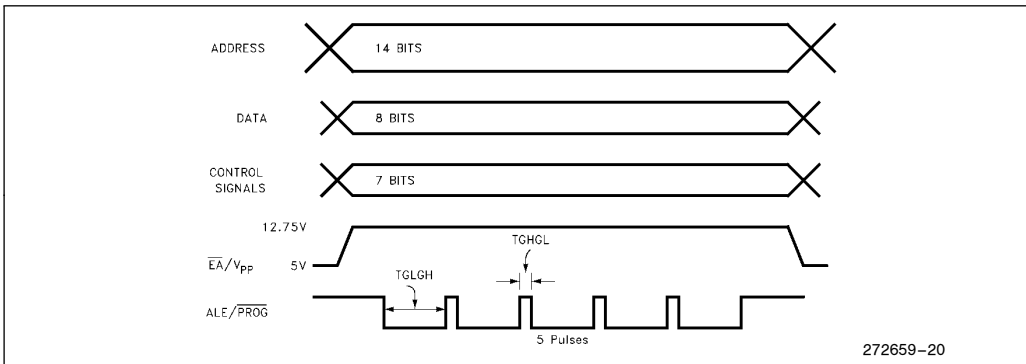 ADDRESS
14 BITS
DATA
8 BITS
CONTROL
SIGNALS
7 BITS
12.75V
TGHGL
EA/VPP
5V
TGLGH
ALE/PROG
5 Pulses
272659–20